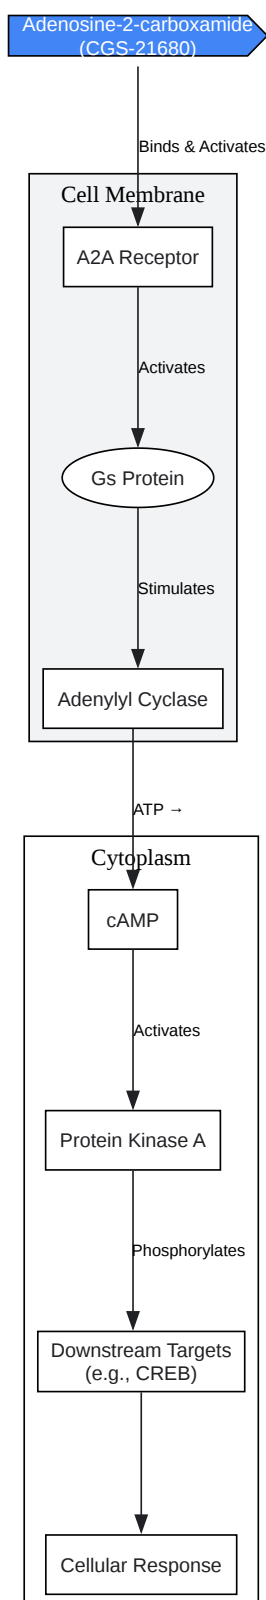 Adenosine-2-carboxamide
(CGS-21680)
Binds & Activates
Cell Membrane
A2A Receptor
Activates
Gs Protein
Stimulates
Adenylyl Cyclase
ATP →
Cytoplasm
cAMP
Activates
Protein Kinase A
Phosphorylates
Downstream Targets
(e.g., CREB)
Cellular Response